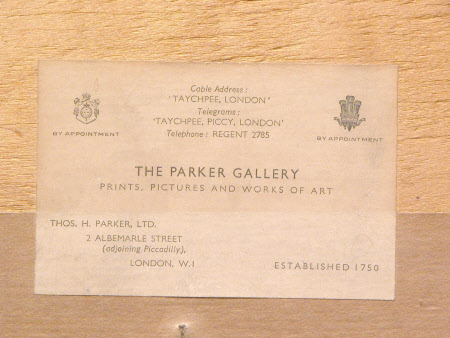 Cable Address:
'TAYCHPEE, LONDON'
Telegrams:
'TAYCHPEE, PICCY, LONDON'
Telephone: REGENT 2785
BY APPOINTMENT
BY APPOINTMENT
THE PARKER GALLERY
PRINTS, PICTURES AND WORKS OF ART
THOS. H. PARKER, LTD.
2 ALBEMARLE STREET
(adjoining Piccadilly),
LONDON, W.1
ESTABLISHED 1750